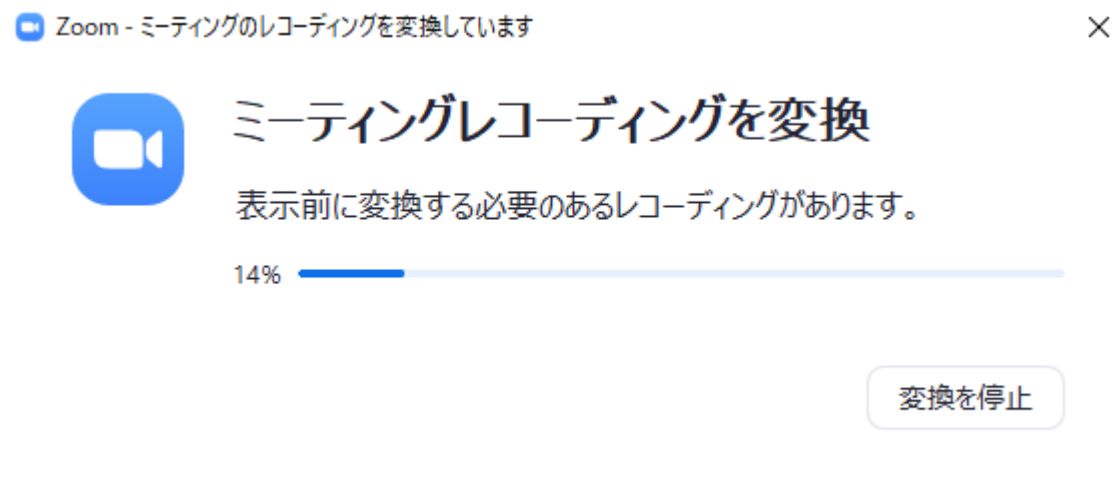 Zoom - ミーティングのレコーディングを変換しています
ミーティングレコーディングを変換
表示前に変換する必要のあるレコーディングがあります。
14%
変換を停止